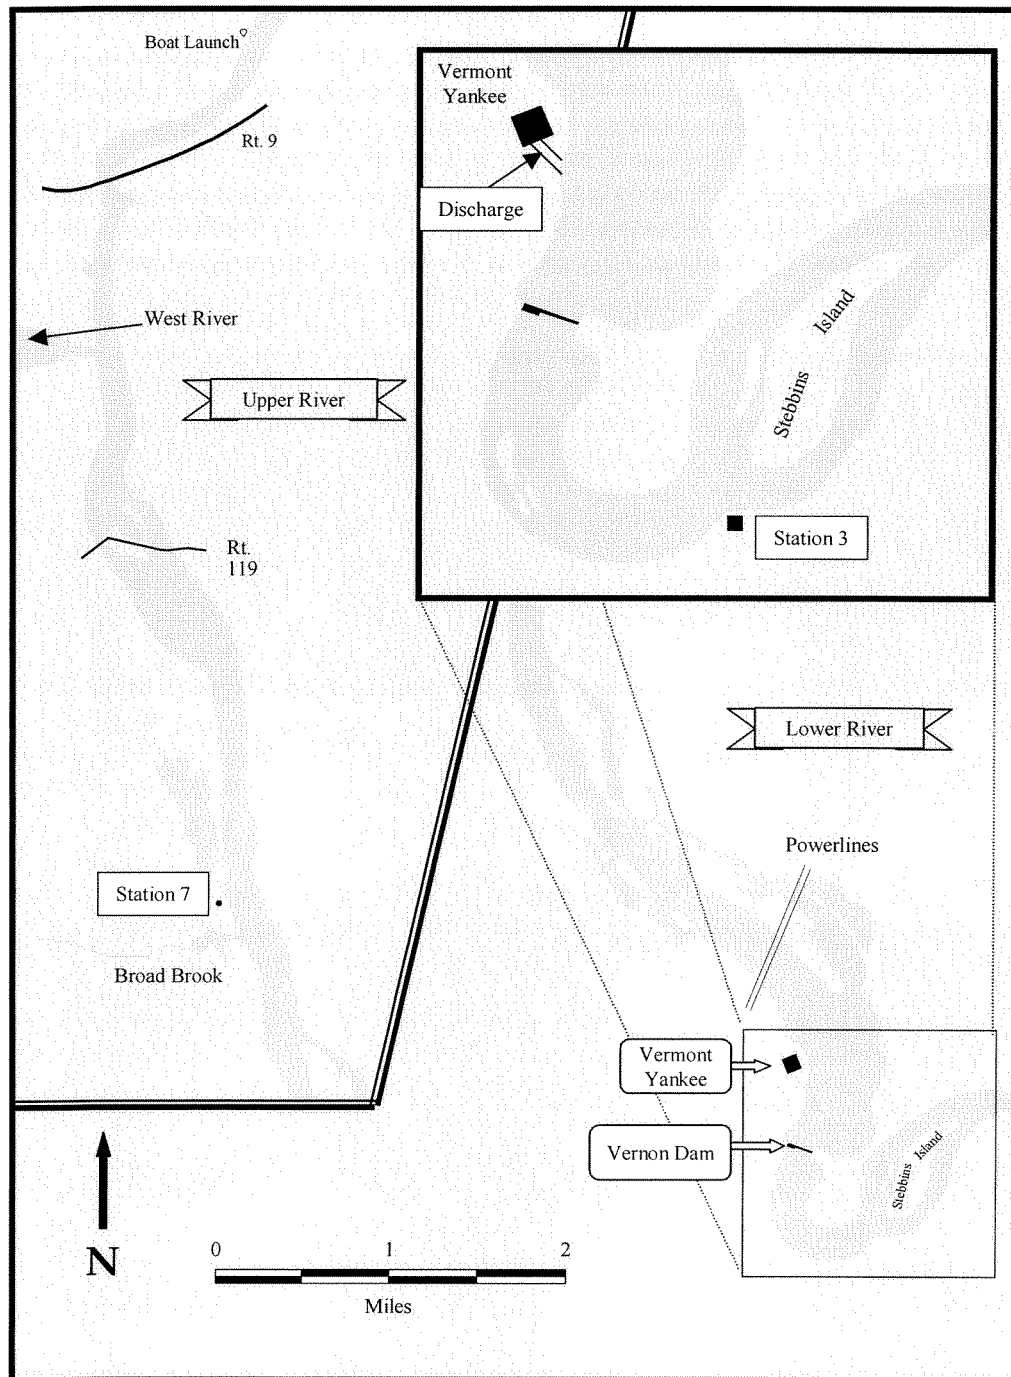 Boat Launch
Rt. 9
West River
Upper River
Rt.
119
Station 7
Broad Brook
Vermont
Yankee
Discharge
Stebbins Island
Station 3
Lower River
Powerlines
Vermont
Yankee
Vernon Dam
Stebbins Island
N
0 1 2
Miles